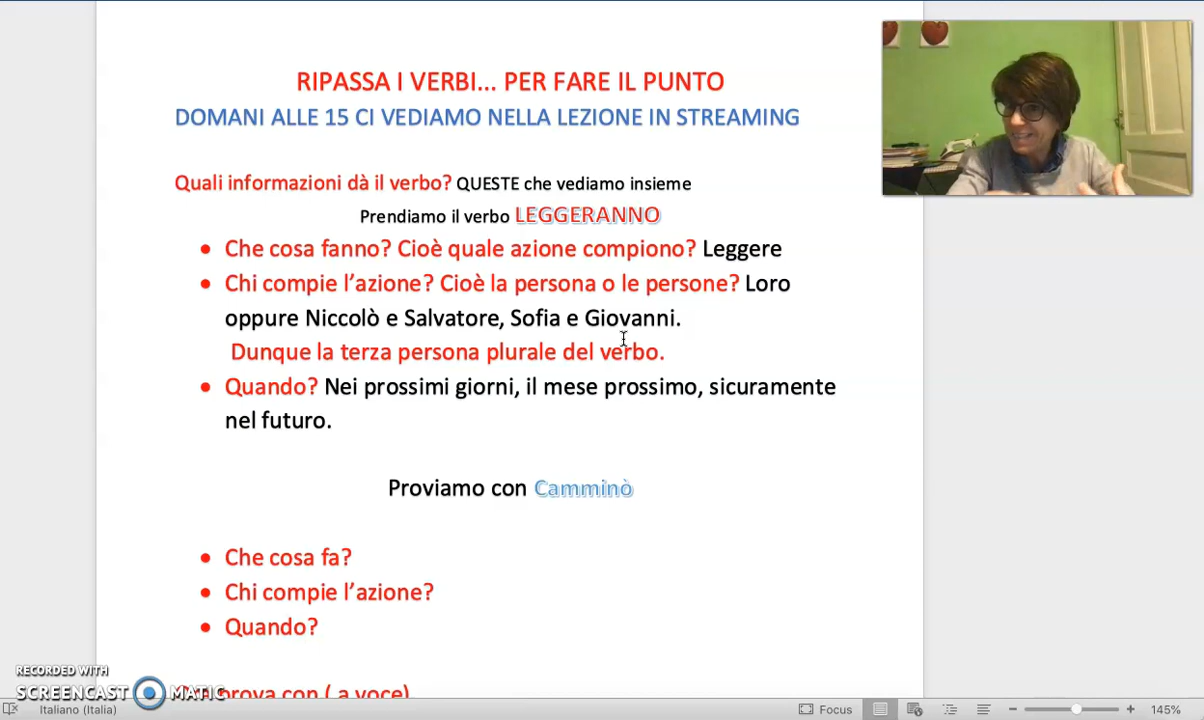 RIPASSA I VERBI... PER FARE IL PUNTO
DOMANI ALLE 15 CI VEDIAMO NELLA LEZIONE IN STREAMING
Quali informazioni dà il verbo? QUESTE che vediamo insieme
Prendiamo il verbo LEGGERANNO
• Che cosa fanno? Cioè quale azione compiono? Leggere
• Chi compie l'azione? Cioè la persona o le persone? Loro
oppure Niccolò e Salvatore, Sofia e Giovanni.
Dunque la terza persona plurale del verbo.
• Quando? Nei prossimi giorni, il mese prossimo, sicuramente
nel futuro.
Proviamo con Camminò
• Che cosa fa?
• Chi compie l'azione?
• Quando?
prova con ( a voce)
RECORDED WITH
SCREENCAST MATIC
Italiano (Italia)
Focus
145%